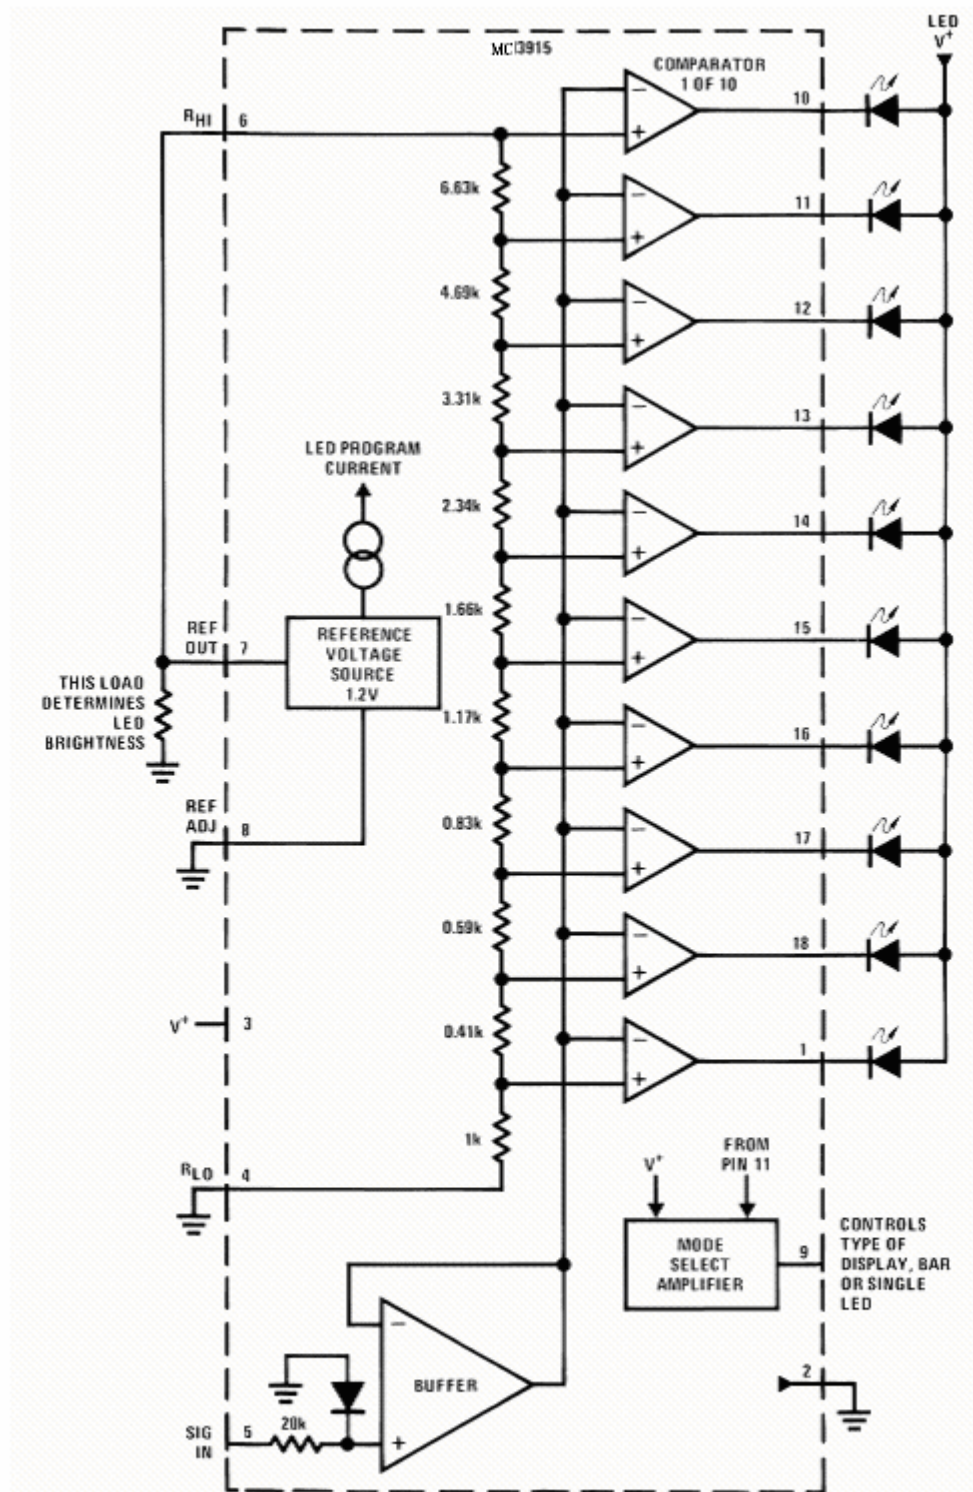 LED
V+
MCI3915
COMPARATOR
1 OF 10
10
RHI 6
− +
6.63k
11
− +
4.69k
12
− +
3.31k
13
− +
LED PROGRAM
CURRENT
2.34k
14
− +
1.66k
15
− +
REF
OUT 7
REFERENCE
VOLTAGE
SOURCE
1.2V
THIS LOAD
DETERMINES
LED
BRIGHTNESS
1.17k
16
− +
REF
ADJ 8
0.83k
17
− +
0.59k
18
− +
V+ 3
0.41k
1
− +
1k
RLO 4
V+
FROM
PIN 11
MODE
SELECT
AMPLIFIER
9
CONTROLS
TYPE OF
DISPLAY, BAR
OR SINGLE
LED
−
BUFFER
2
SIG
IN 5
20k
+